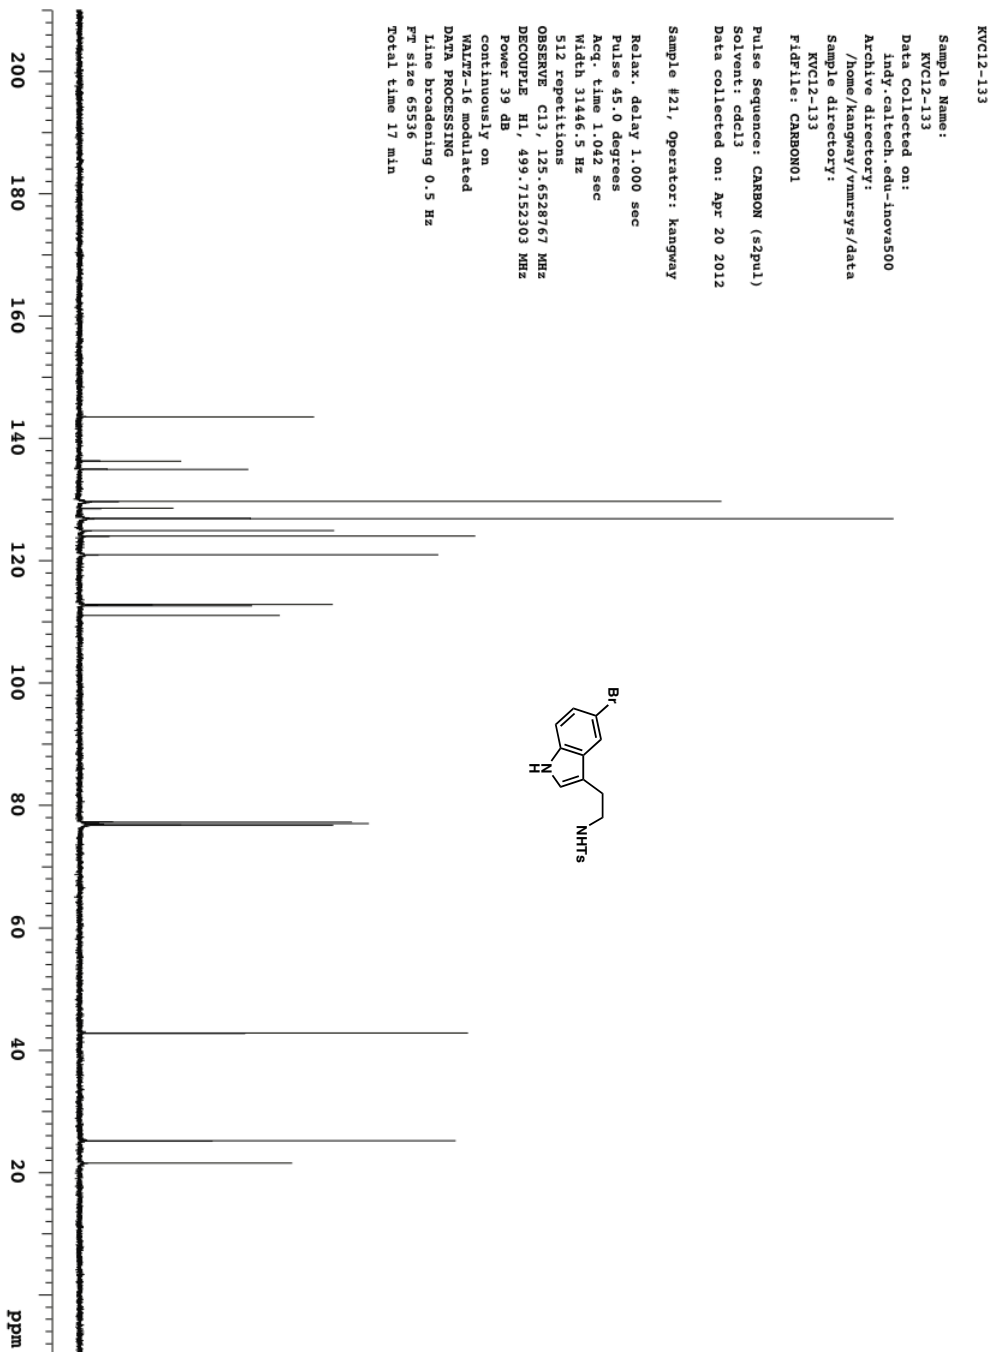 KVC12-133
Sample Name:
KVC12-133
Data Collected on:
indy.caltech.edu-inova500
Archive directory:
/home/kangway/vnmrsys/data
Sample directory:
KVC12-133
FidFile: CARBON01
Pulse Sequence: CARBON (s2pul)
Solvent: cdcl3
Data collected on: Apr 20 2012
Sample #21, Operator: kangway
Relax. delay 1.000 sec
Pulse 45.0 degrees
Acq. time 1.042 sec
Width 31446.5 Hz
512 repetitions
OBSERVE C13, 125.6528767 MHz
DECOUPLE H1, 499.7152303 MHz
Power 39 dB
continuously on
WALTZ-16 modulated
DATA PROCESSING
Line broadening 0.5 Hz
FT size 65536
Total time 17 min
Br
N
H
NHTs
200 180 160 140 120 100 80 60 40 20 ppm